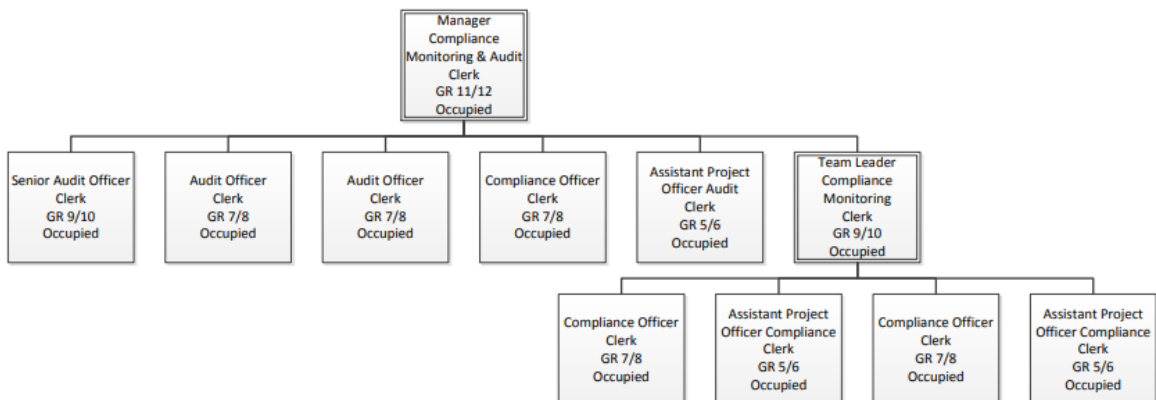 Manager
Compliance
Monitoring & Audit
Clerk
GR 11/12
Occupied
Senior Audit Officer
Clerk
GR 9/10
Occupied
Audit Officer
Clerk
GR 7/8
Occupied
Audit Officer
Clerk
GR 7/8
Occupied
Compliance Officer
Clerk
GR 7/8
Occupied
Assistant Project
Officer Audit
Clerk
GR 5/6
Occupied
Team Leader
Compliance
Monitoring
Clerk
GR 9/10
Occupied
Compliance Officer
Clerk
GR 7/8
Occupied
Assistant Project
Officer Compliance
Clerk
GR 5/6
Occupied
Compliance Officer
Clerk
GR 7/8
Occupied
Assistant Project
Officer Compliance
Clerk
GR 5/6
Occupied